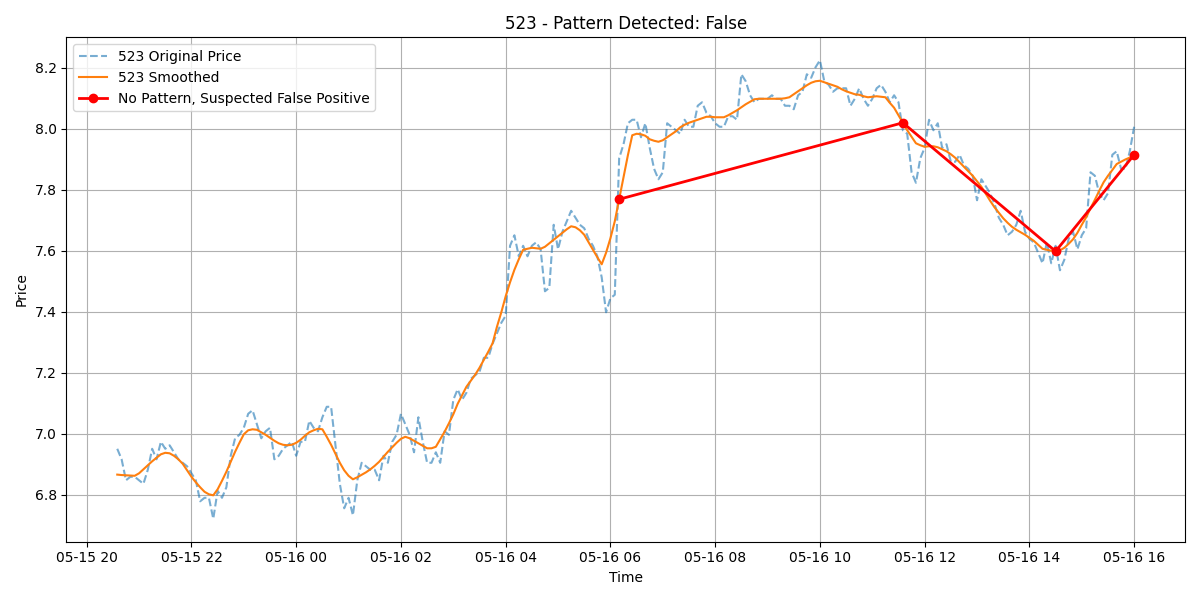 523 - Pattern Detected: False
523 Original Price
523 Smoothed
No Pattern, Suspected False Positive
Price
8.2
8.0
7.8
7.6
7.4
7.2
7.0
6.8
05-15 20 05-15 22 05-16 00 05-16 02 05-16 04 05-16 06 05-16 08 05-16 10 05-16 12 05-16 14 05-16 16
Time